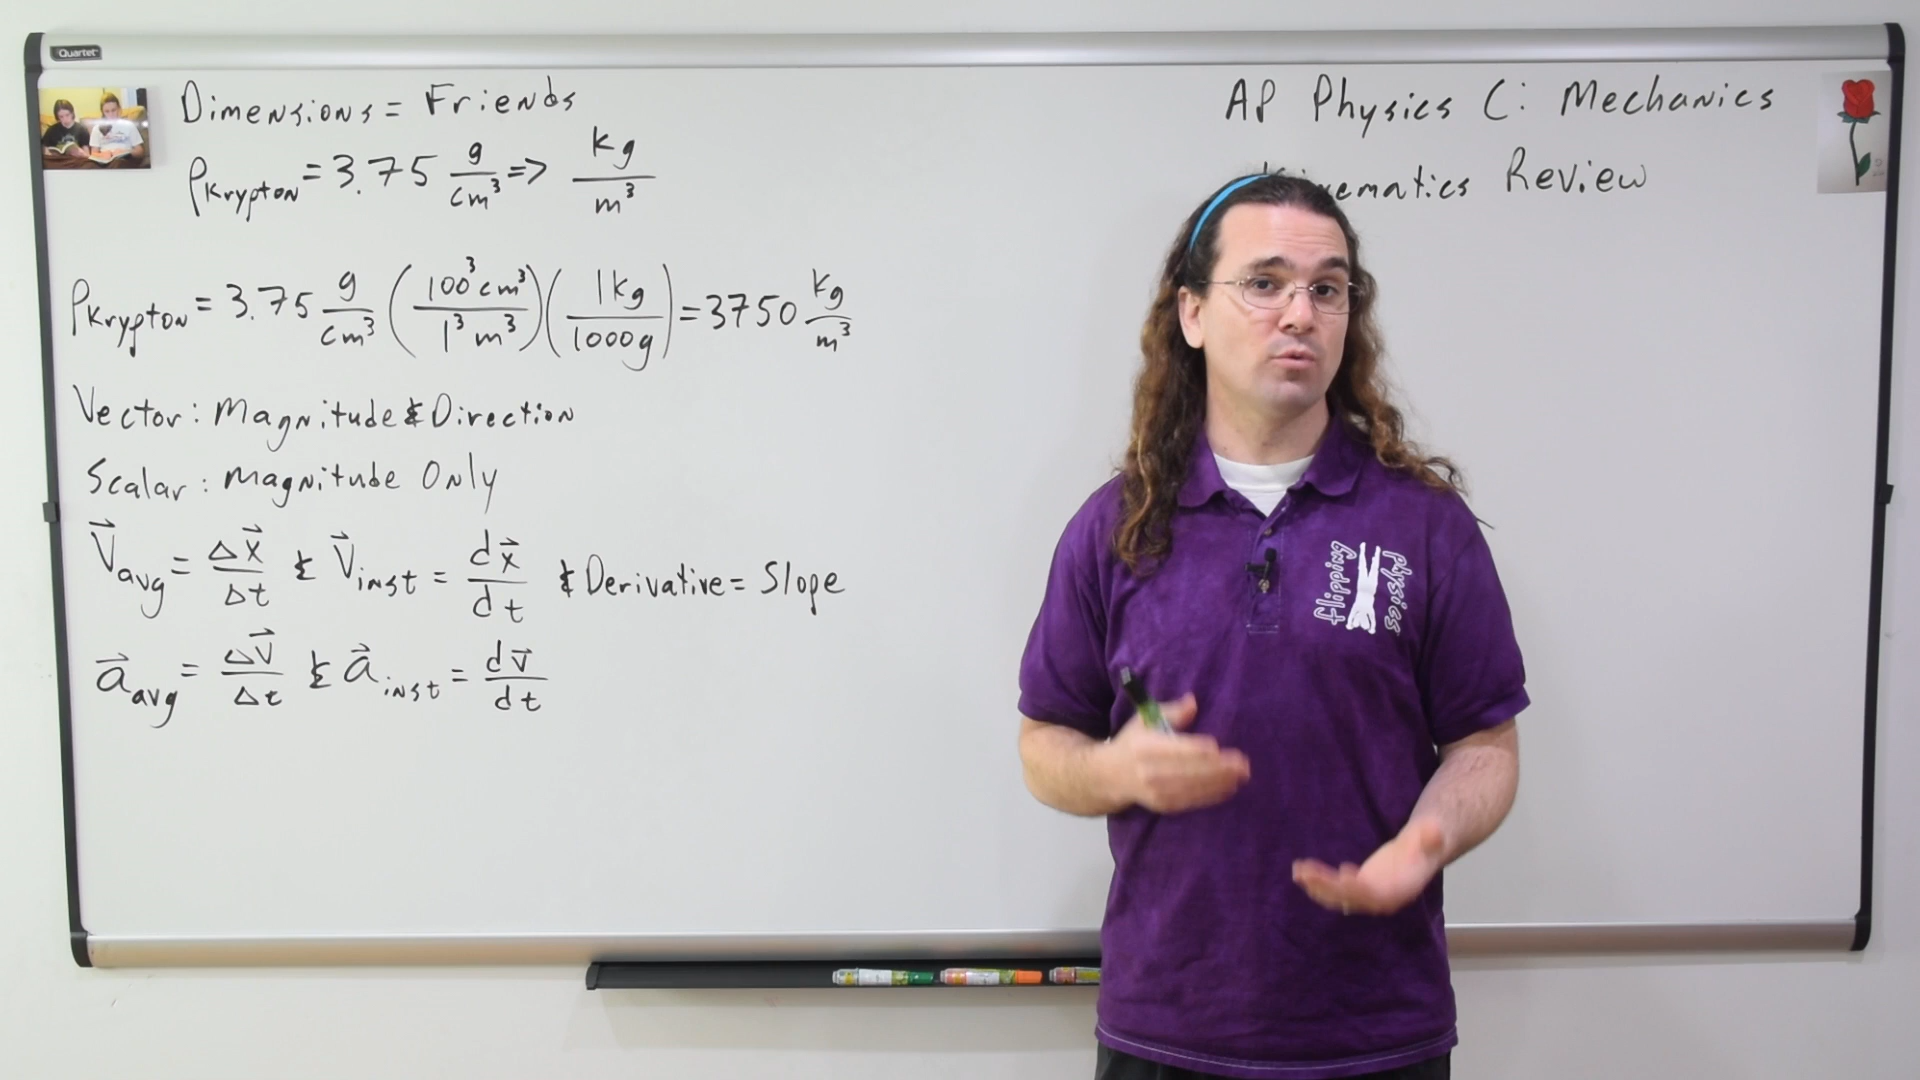 Quartet
Dimensions = Friends
ρKrypton = 3.75 g/cm³ => kg/m³
ρKrypton = 3.75 g/cm³ (100³cm³/1³m³)(1kg/1000g) = 3750 kg/m³
Vector: Magnitude & Direction
Scalar: Magnitude Only
V⃗avg = Δx⃗/Δt & V⃗inst = dx⃗/dt & Derivative = Slope
a⃗avg = ΔV⃗/Δt & a⃗inst = dv⃗/dt
AP Physics C: Mechanics
Kinematics Review
flipping physics